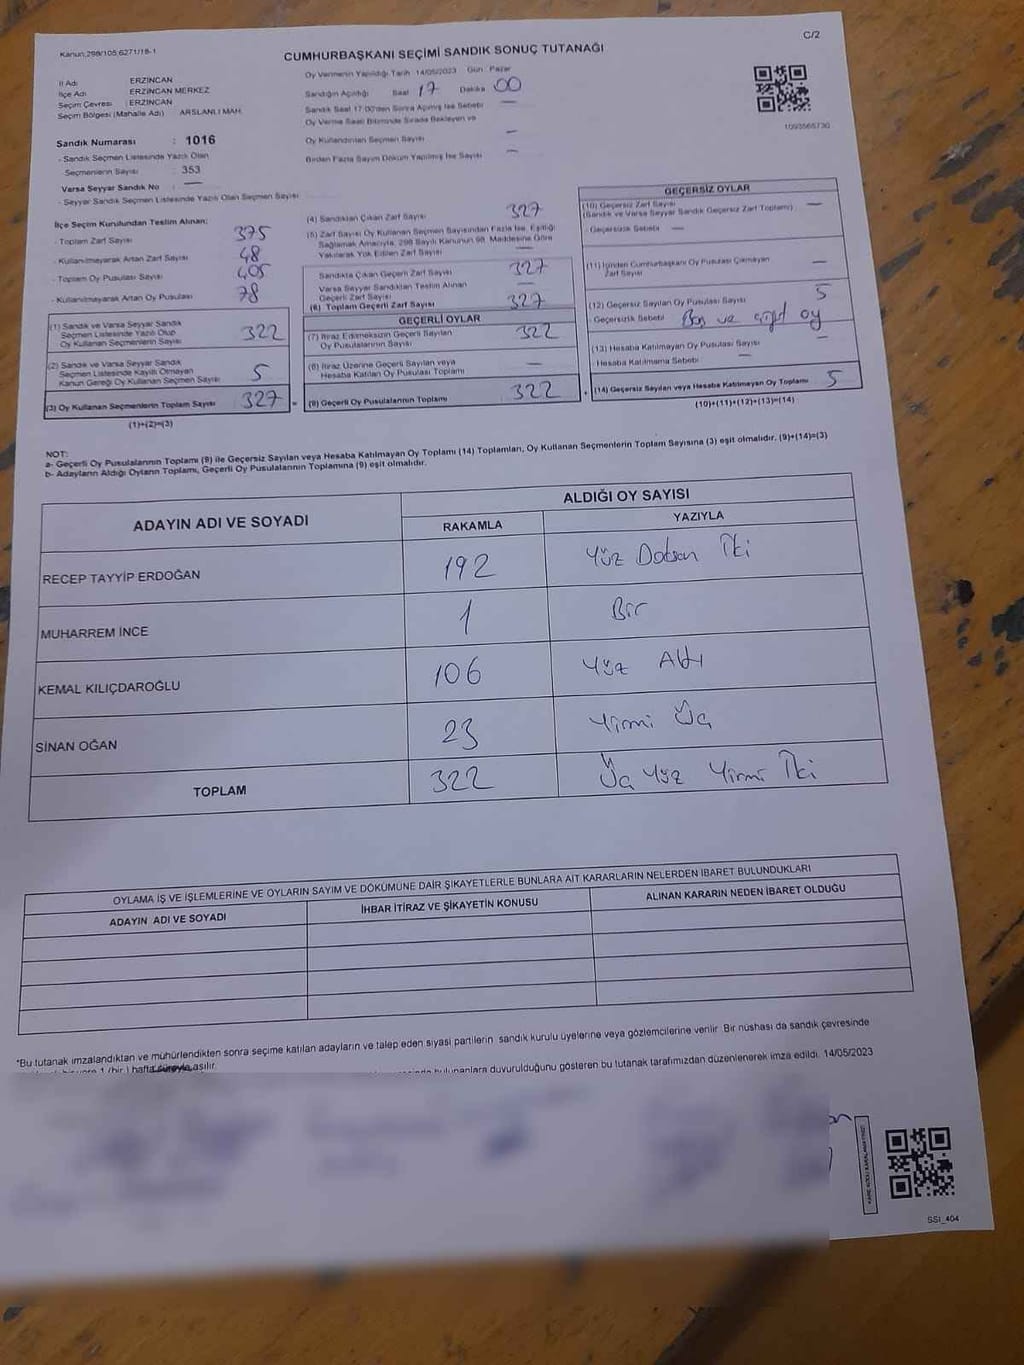 Kanun:298/105,6271/18-1
C/2
CUMHURBAŞKANI SEÇİMİ SANDIK SONUÇ TUTANAĞI
İl Adı ERZİNCAN
İlçe Adı ERZİNCAN MERKEZ
Seçim Çevresi ERZİNCAN
Seçim Bölgesi (Mahalle Adı) ARSLANLI MAH.
Oy Vermenin Yapıldığı Tarih 14/05/2023 Gün Pazar
Sandığın Açıldığı Saat 17 Dakika 00
Sandık Saat 17:00'den Sonra Açılmış İse Sebebi —
Oy Verme Saati Bitiminde Sırada Bekleyen ve
Oy Kullandırılan Seçmen Sayısı —
Birden Fazla Sayım Döküm Yapılmış İse Sayısı —
1093565730
Sandık Numarası : 1016
- Sandık Seçmen Listesinde Yazılı Olan
Seçmenlerin Sayısı : 353
Varsa Seyyar Sandık No : —
- Seyyar Sandık Seçmen Listesinde Yazılı Olan Seçmen Sayısı
İlçe Seçim Kurulundan Teslim Alınan:
- Toplam Zarf Sayısı 375
- Kullanılmayarak Artan Zarf Sayısı 48
- Toplam Oy Pusulası Sayısı 405
- Kullanılmayarak Artan Oy Pusulası 78
(1) Sandık ve Varsa Seyyar Sandık
Seçmen Listesinde Yazılı Olup
Oy Kullanan Seçmenlerin Sayısı 322
(2) Sandık ve Varsa Seyyar Sandık
Seçmen Listesinde Kayıtlı Olmayan
Kanun Gereği Oy Kullanan Seçmen Sayısı 5
(3) Oy Kullanan Seçmenlerin Toplam Sayısı 327 =
(1)+(2)=(3)
(4) Sandıktan Çıkan Zarf Sayısı 327
(5) Zarf Sayısı Oy Kullanan Seçmen Sayısından Fazla İse, Eşitliği
Sağlamak Amacıyla, 298 Sayılı Kanunun 98. Maddesine Göre
Yakılarak Yok Edilen Zarf Sayısı —
Sandıkta Çıkan Geçerli Zarf Sayısı 327
Varsa Seyyar Sandıktan Teslim Alınan
Geçerli Zarf Sayısı —
(6) Toplam Geçerli Zarf Sayısı 327
GEÇERLİ OYLAR
(7) İtiraz Edilmeksizin Geçerli Sayılan
Oy Pusulalarının Sayısı 322
(8) İtiraz Üzerine Geçerli Sayılan veya
Hesaba Katılan Oy Pusulası Toplamı —
(9) Geçerli Oy Pusulalarının Toplamı 322 +
GEÇERSİZ OYLAR
(10) Geçersiz Zarf Sayısı —
(Sandık ve Varsa Seyyar Sandık Geçersiz Zarf Toplamı)
- Geçersizlik Sebebi —
(11) İçinden Cumhurbaşkanı Oy Pusulası Çıkmayan
Zarf Sayısı —
(12) Geçersiz Sayılan Oy Pusulası Sayısı 5
- Geçersizlik Sebebi Boş ve çift oy
(13) Hesaba Katılmayan Oy Pusulası Sayısı —
- Hesaba Katılmama Sebebi —
(14) Geçersiz Sayılan veya Hesaba Katılmayan Oy Toplamı 5
(10)+(11)+(12)+(13)=(14)
NOT:
a- Geçerli Oy Pusulalarının Toplamı (9) ile Geçersiz Sayılan veya Hesaba Katılmayan Oy Toplamı (14) Toplamları, Oy Kullanan Seçmenlerin Toplam Sayısına (3) eşit olmalıdır. (9)+(14)=(3)
b- Adayların Aldığı Oyların Toplamı, Geçerli Oy Pusulalarının Toplamına (9) eşit olmalıdır.
ADAYIN ADI VE SOYADI
ALDIĞI OY SAYISI
RAKAMLA YAZIYLA
RECEP TAYYİP ERDOĞAN 192 Yüz Doksan İki
MUHARREM İNCE 1 Bir
KEMAL KILIÇDAROĞLU 106 Yüz Altı
SİNAN OĞAN 23 Yirmi Üç
TOPLAM 322 Üç Yüz Yirmi İki
OYLAMA İŞ VE İŞLEMLERİNE VE OYLARIN SAYIM VE DÖKÜMÜNE DAİR ŞİKAYETLERLE BUNLARA AİT KARARLARIN NELERDEN İBARET BULUNDUKLARI
ADAYIN ADI VE SOYADI İHBAR İTİRAZ VE ŞİKAYETİN KONUSU ALINAN KARARIN NEDEN İBARET OLDUĞU
"Bu tutanak imzalandıktan ve mühürlendikten sonra seçime katılan adayların ve talep eden siyasi partilerin sandık kurulu üyelerine veya gözlemcilerine verilir. Bir nüshası da sandık çevresinde
1 (bir) hafta süreyle asılır. bulunanlara duyurulduğunu gösteren bu tutanak tarafımızdan düzenlenerek imza edildi. 14/05/2023
SSI_404